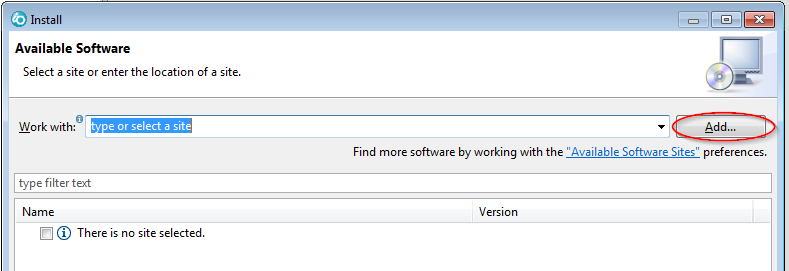 Install
Available Software
Select a site or enter the location of a site.
Work with: type or select a site Add...
Find more software by working with the "Available Software Sites" preferences.
type filter text
Name Version
There is no site selected.